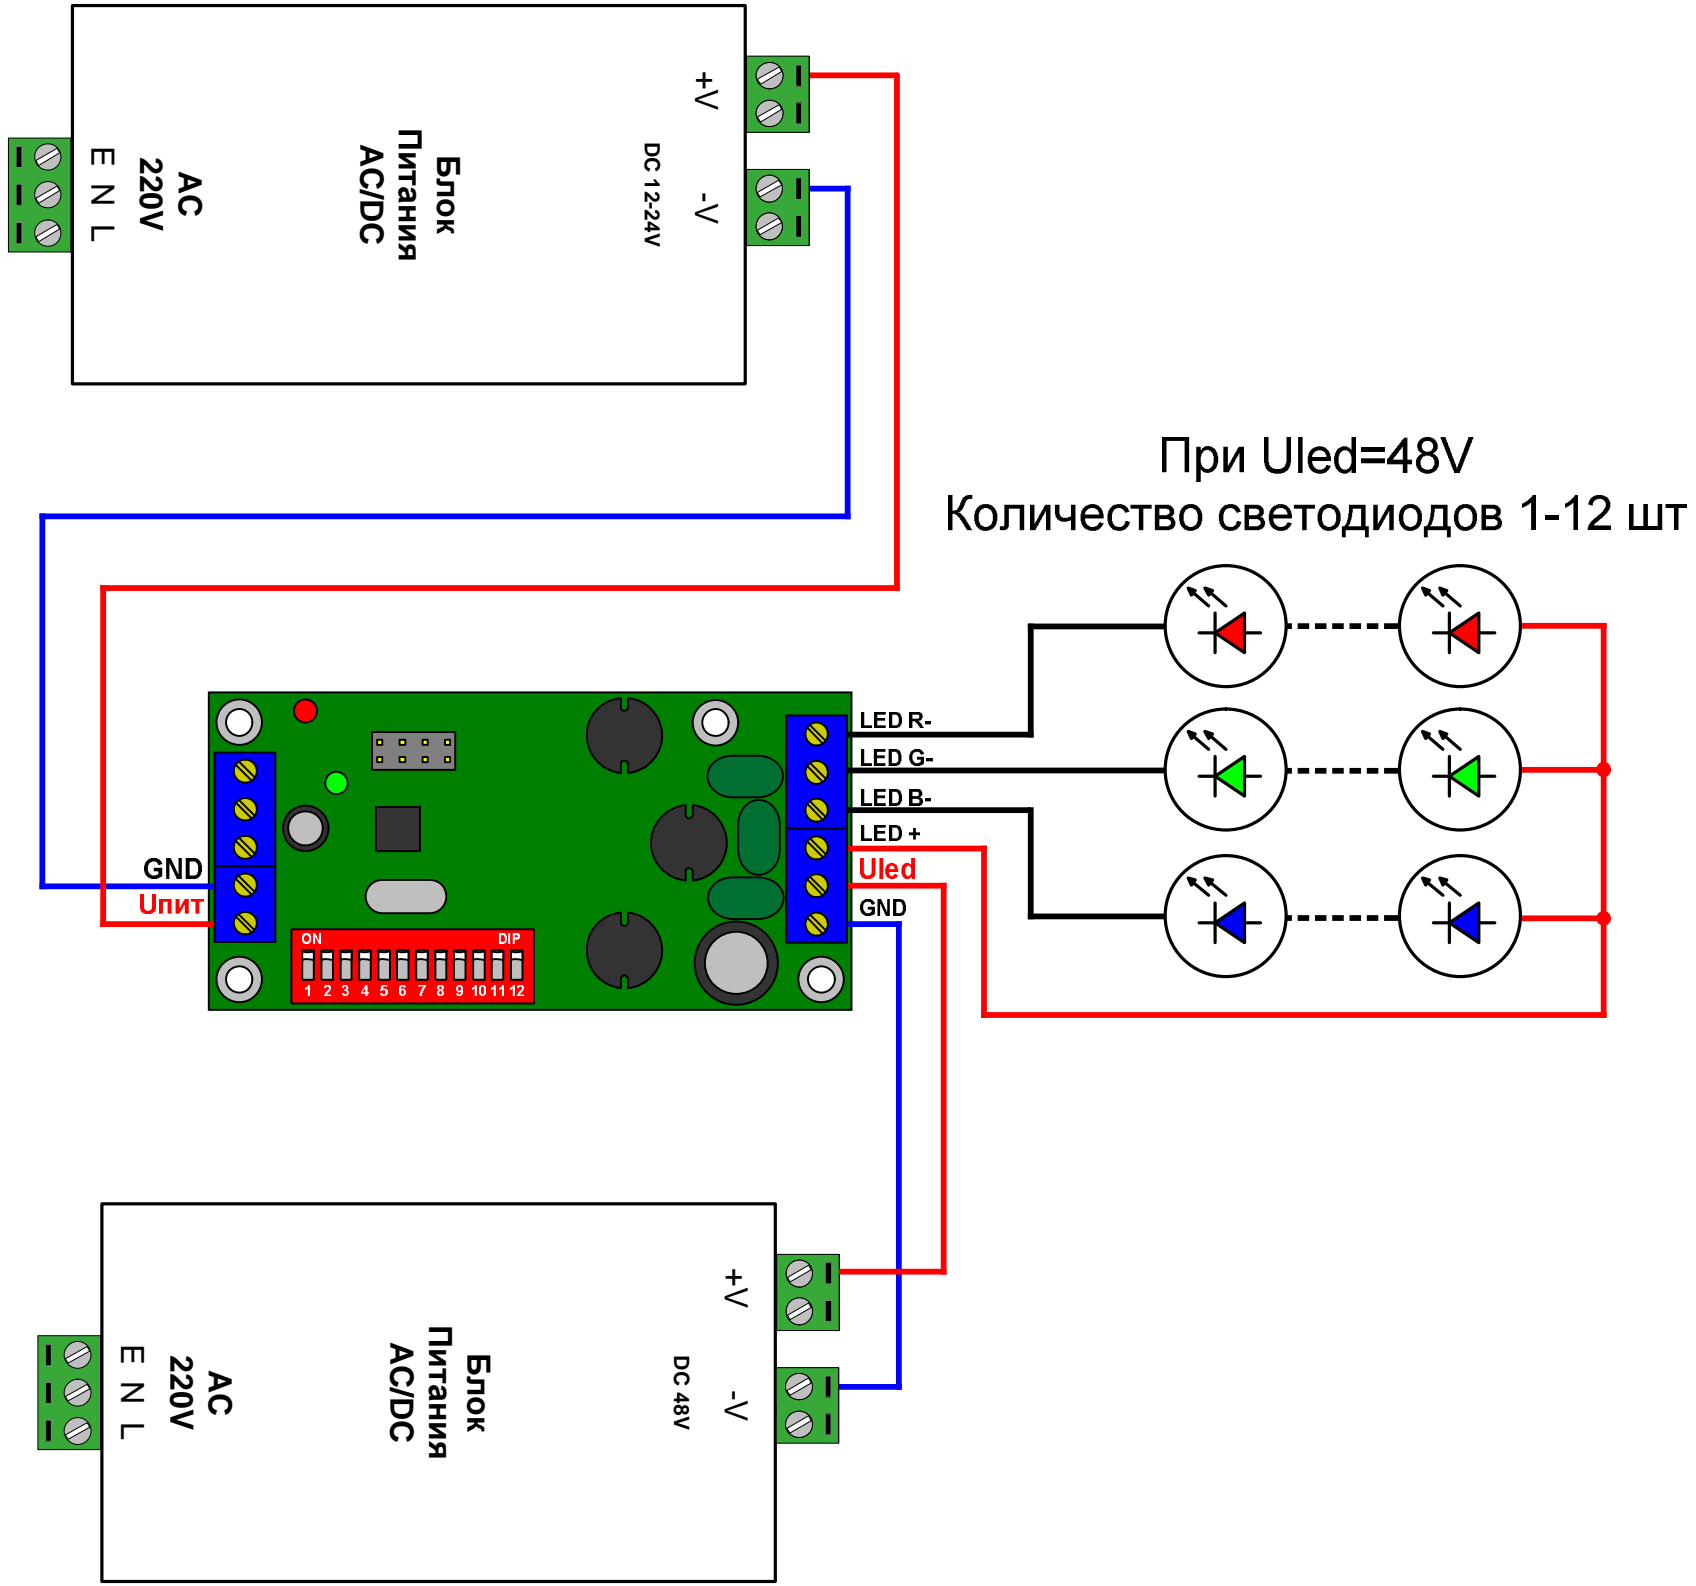 +V
-V
DC 12-24V
Блок
Питания
AC/DC
AC
220V
E N L
При Uled=48V
Количество светодиодов 1-12 шт
LED R-
LED G-
LED B-
LED +
Uled
GND
GND
Uпит
ON DIP
1 2 3 4 5 6 7 8 9 10 11 12
+V
-V
DC 48V
Блок
Питания
AC/DC
AC
220V
E N L